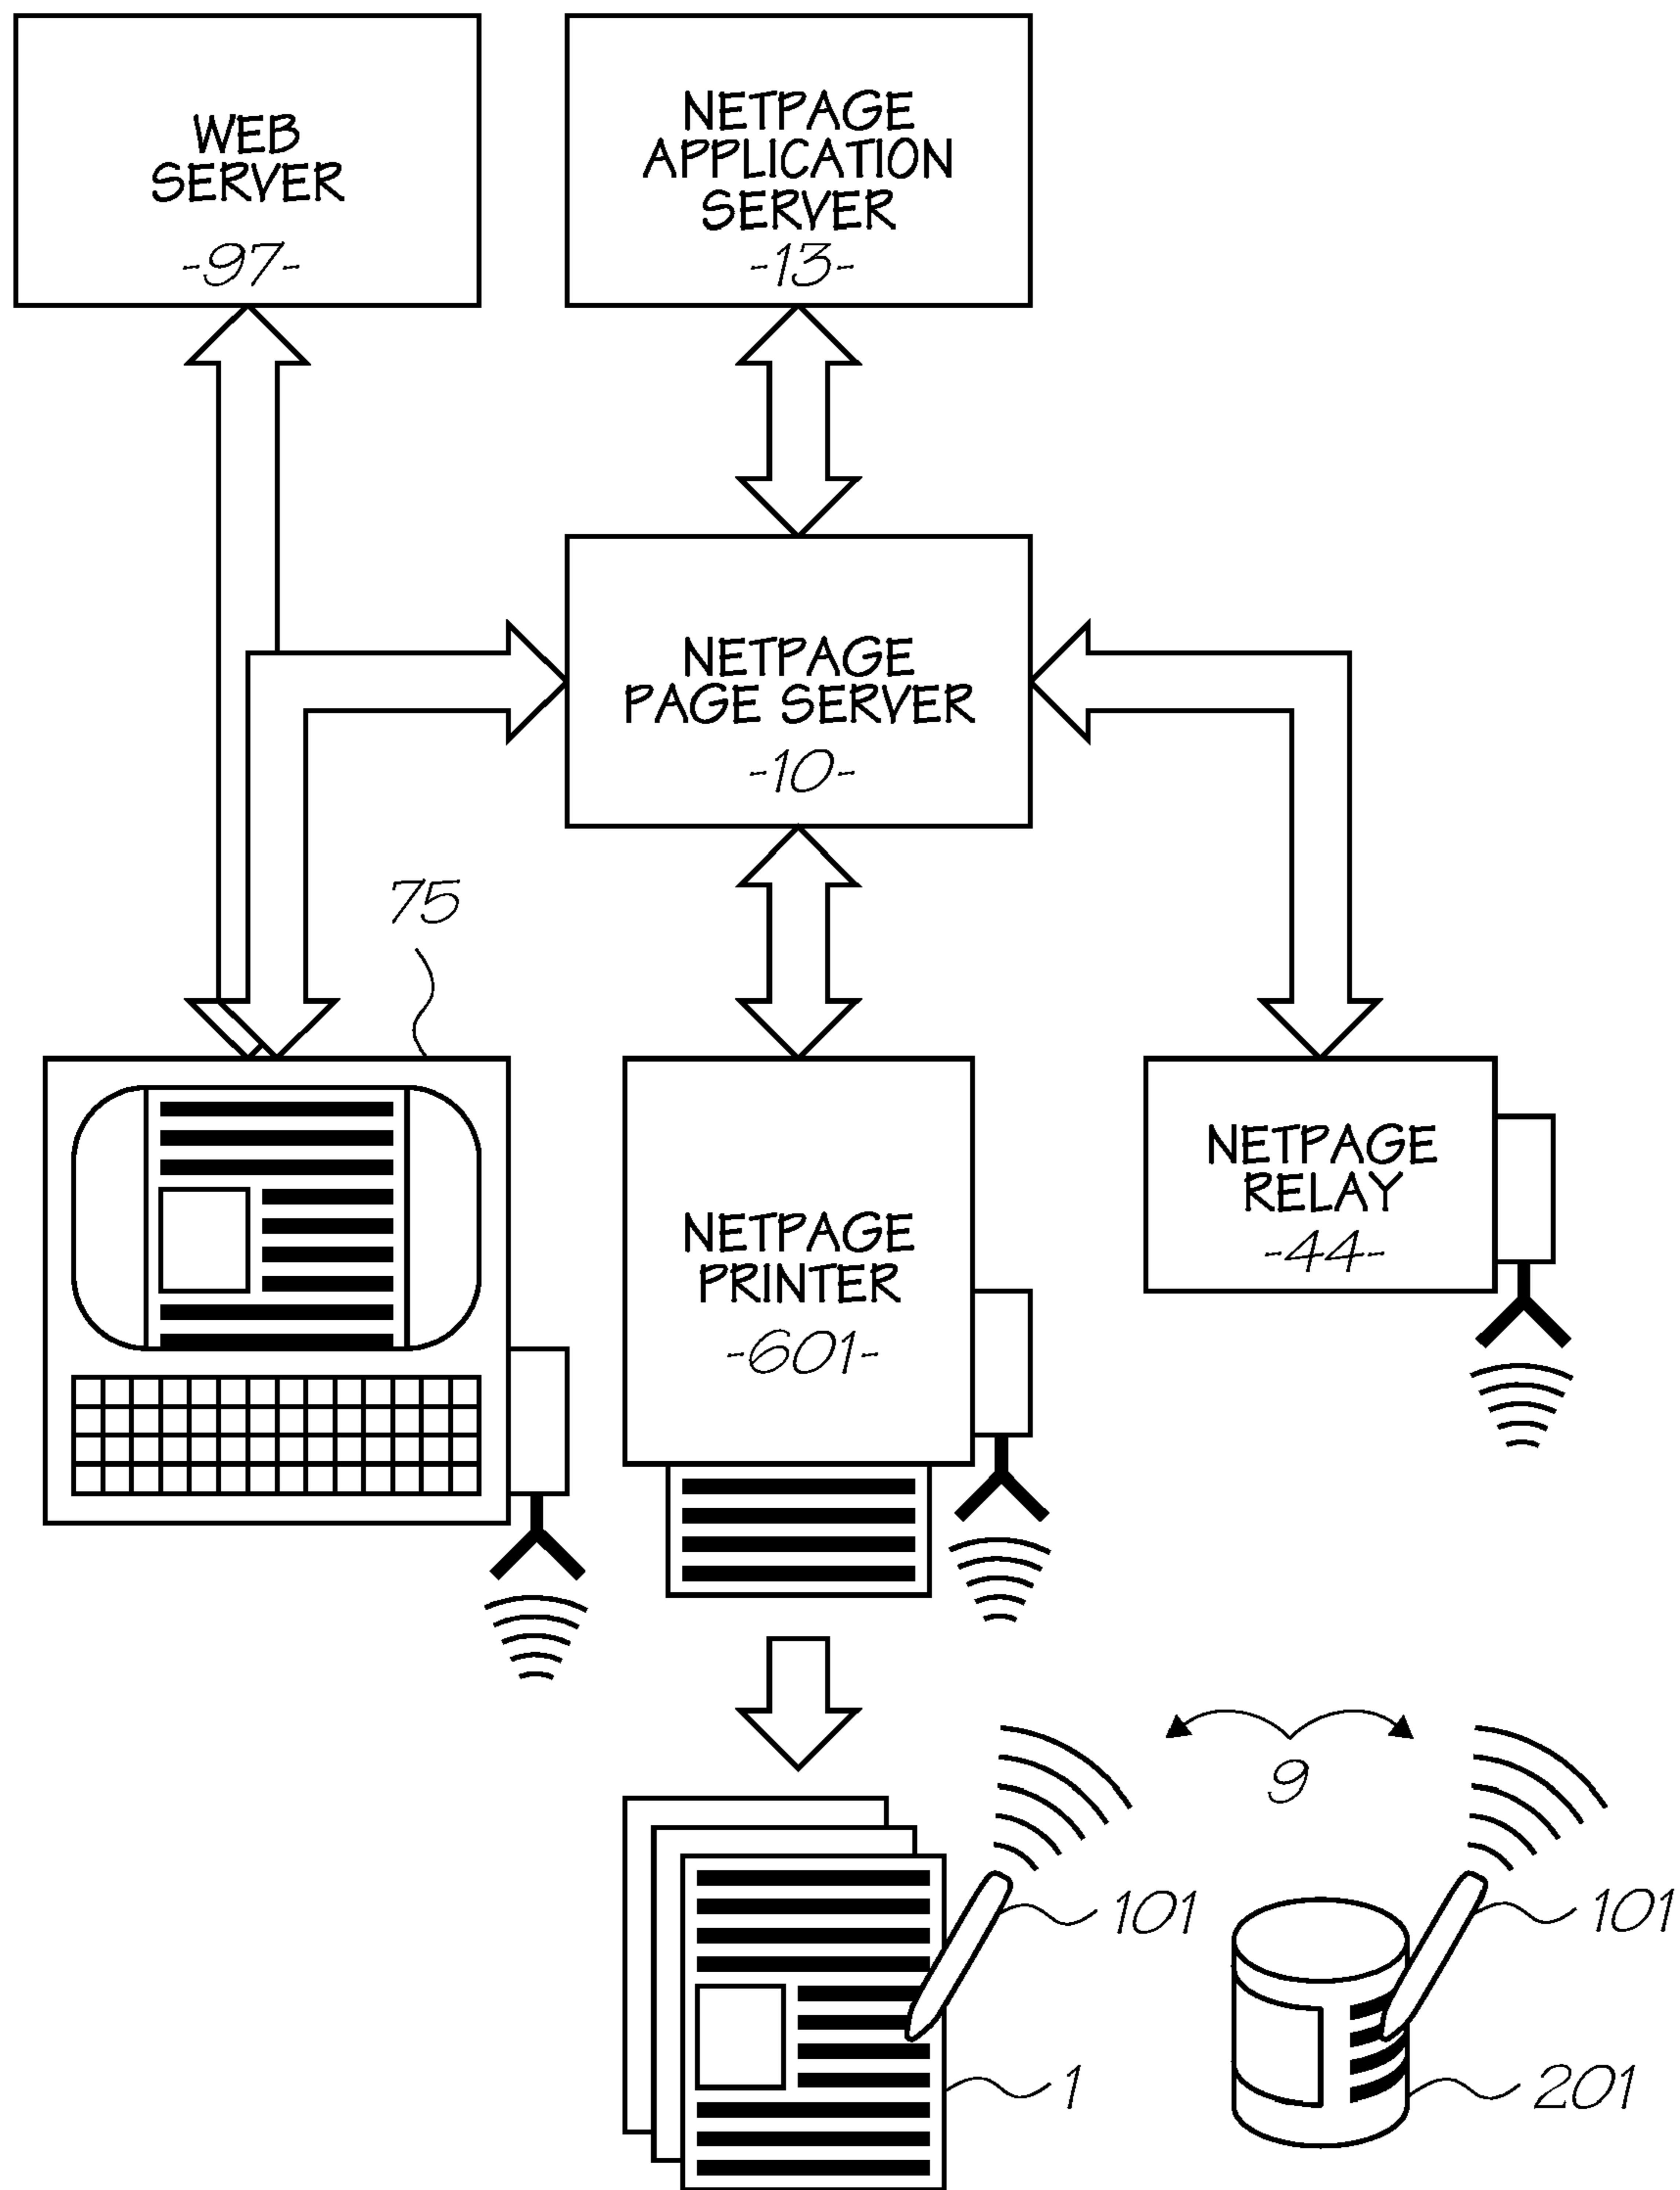 WEB
SERVER
-97-
NETPAGE
APPLICATION
SERVER
-13-
NETPAGE
PAGE SERVER
-10-
75
NETPAGE
PRINTER
-601-
NETPAGE
RELAY
-44-
9
101
101
1
201